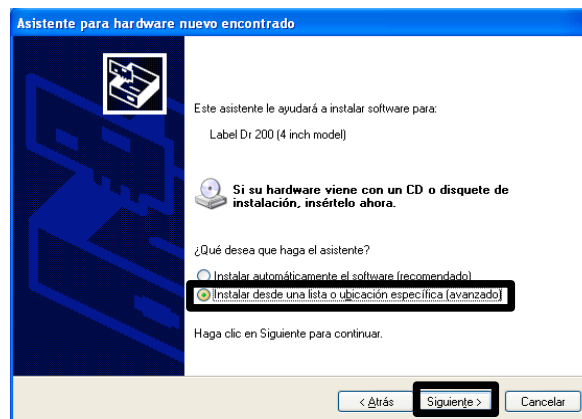 Asistente para hardware nuevo encontrado
Este asistente le ayudará a instalar software para:
Label Dr 200 (4 inch model)
Si su hardware viene con un CD o disquete de
instalación, insértelo ahora.
¿Qué desea que haga el asistente?
Instalar automáticamente el software (recomendado)
Instalar desde una lista o ubicación específica (avanzado)
Haga clic en Siguiente para continuar.
< Atrás
Siguiente >
Cancelar